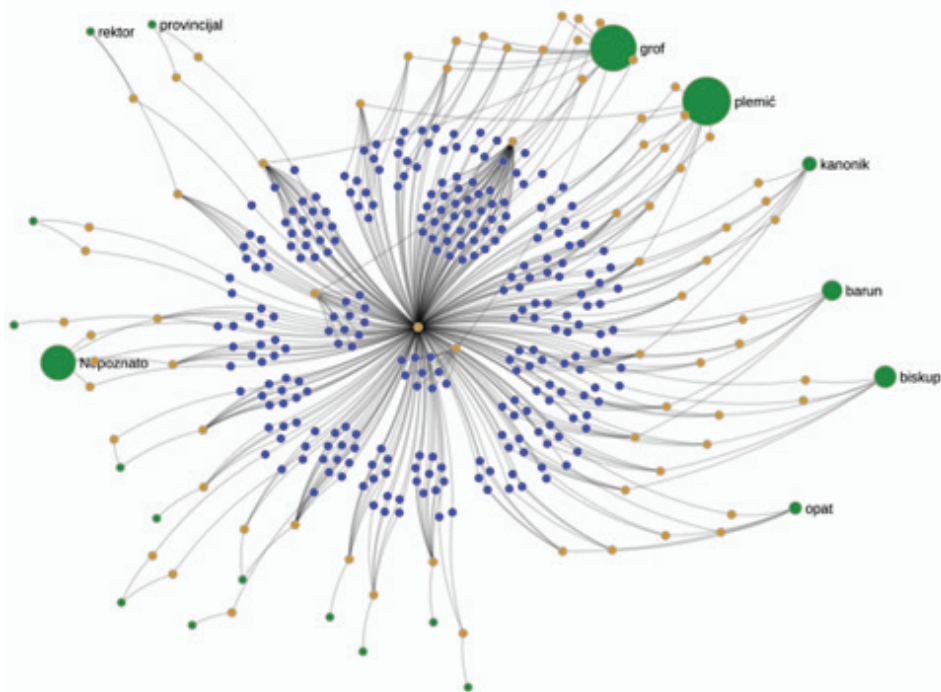 provincijal
rektor
grof
plemić
kanonik
barun
Nepoznato
biskup
opat